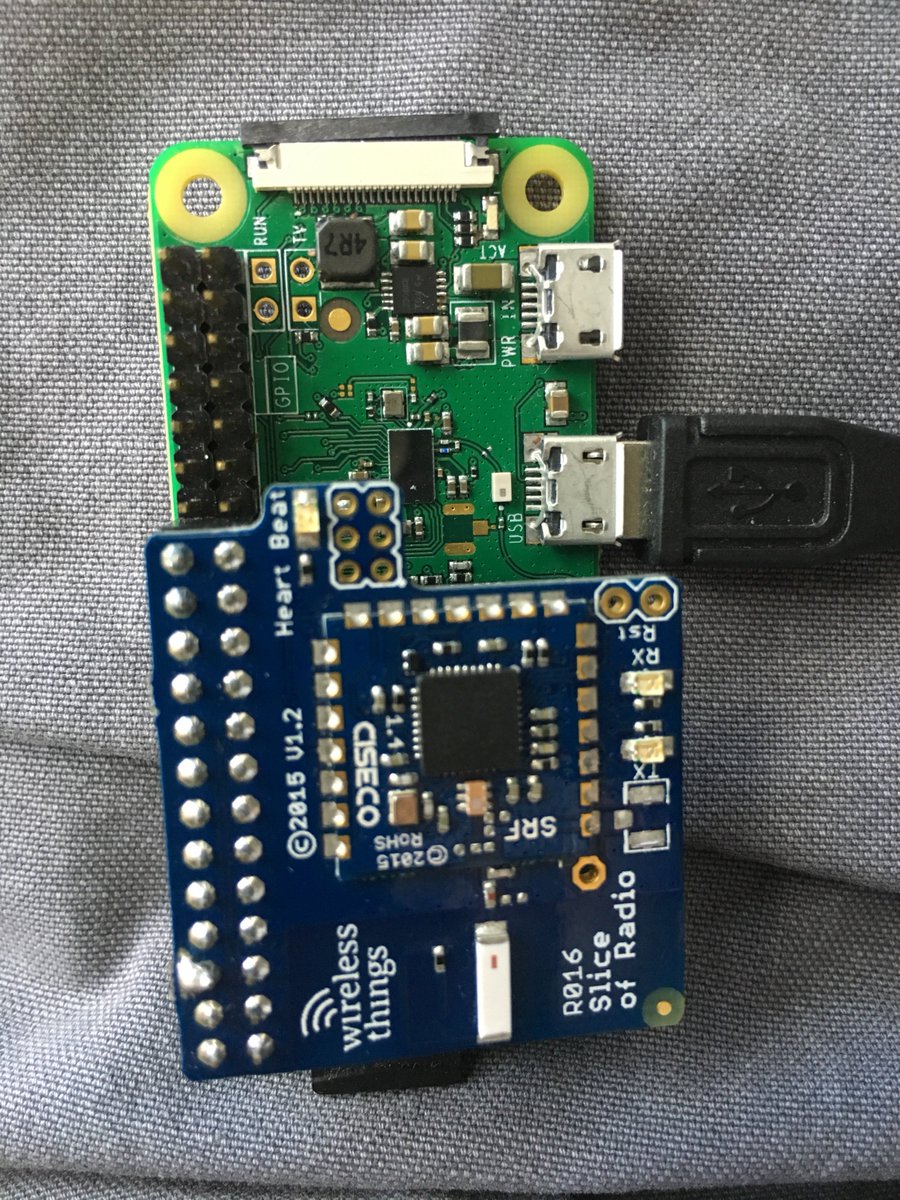 RUN
TV
4R7
ACT
PWR IN
GPIO
USB
Heart Beat
Rst
RX
TX
©2015 V1.2
ciseco
1.4
SRF
©2015
RoHS
wireless
things
R016
Slice
of Radio